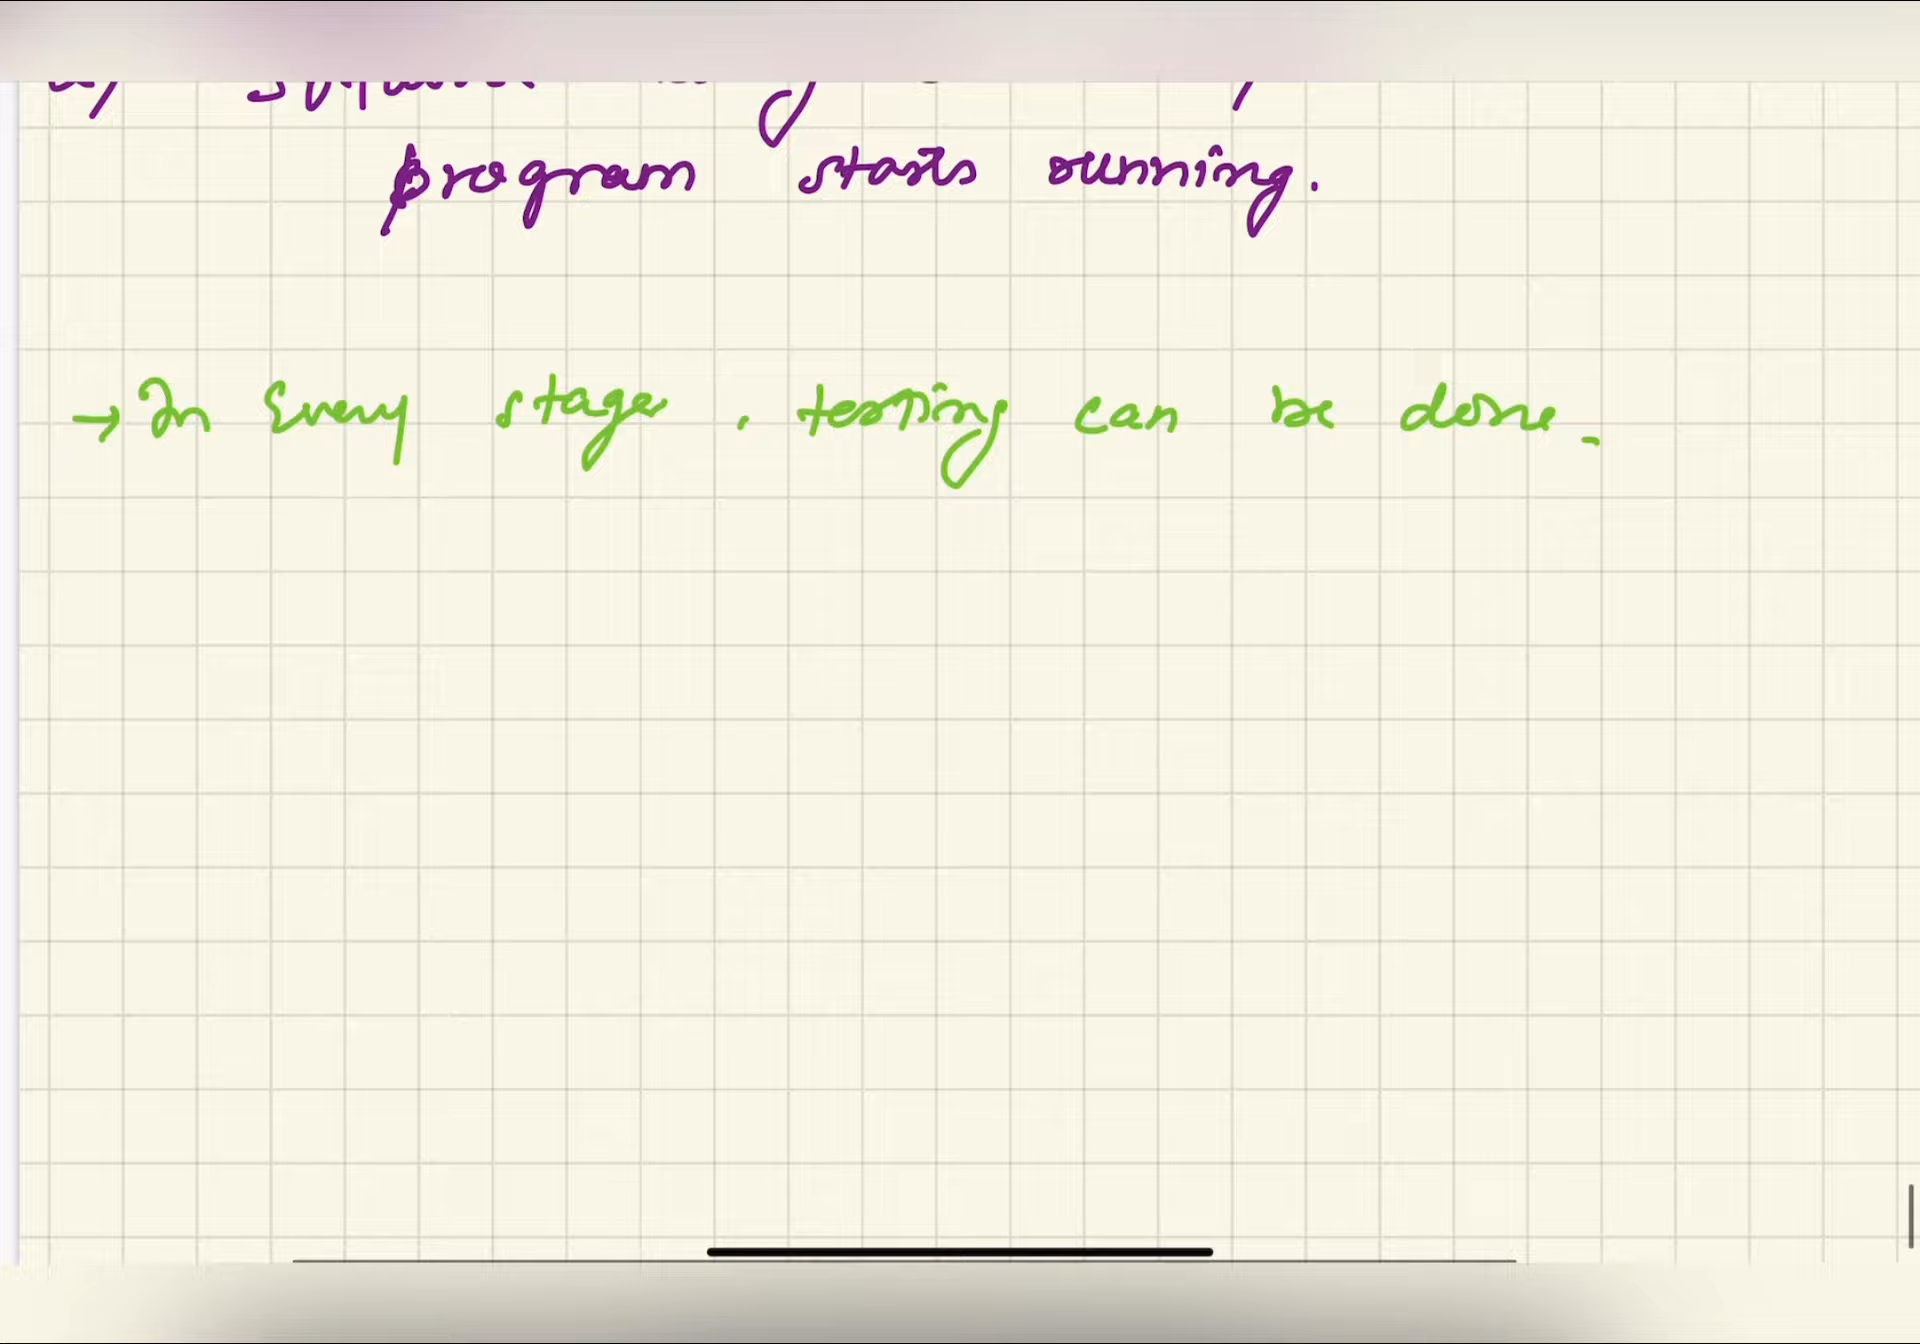 program starts running.
→ In Every stage, testing can be done.